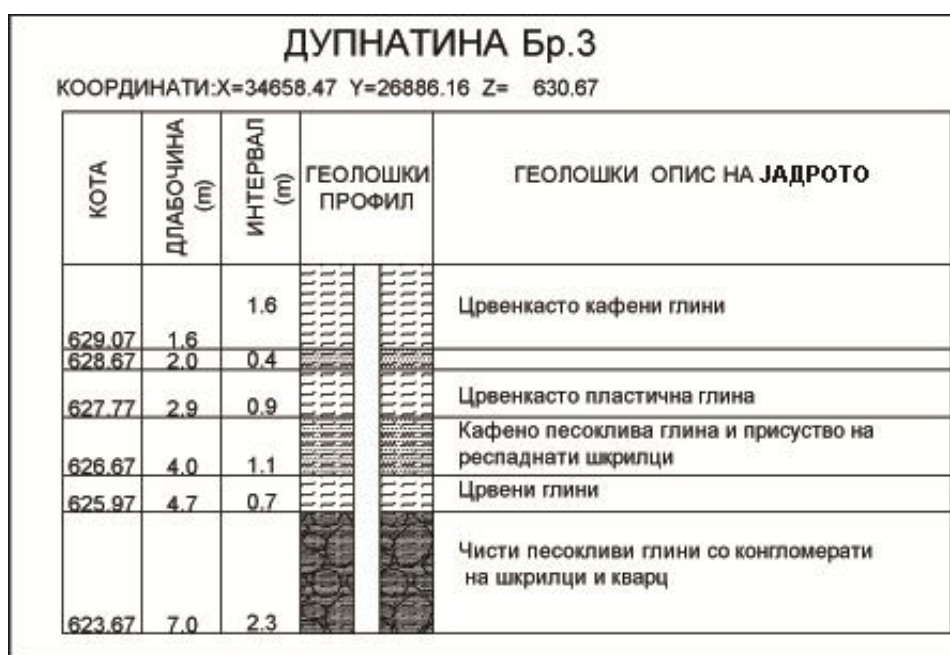 ДУПНАТИНА Бр.3
КООРДИНАТИ:X=34658.47 Y=26886.16 Z= 630.67
КОТА
ДЛАБОЧИНА (m)
ИНТЕРВАЛ (m)
ГЕОЛОШКИ ПРОФИЛ
ГЕОЛОШКИ ОПИС НА ЈАДРОТО
629.07 1.6 1.6 Црвенкасто кафени глини
628.67 2.0 0.4
627.77 2.9 0.9 Црвенкасто пластична глина
626.67 4.0 1.1 Кафено песоклива глина и присуство на
респаднати шкрилци
625.97 4.7 0.7 Црвени глини
623.67 7.0 2.3 Чисти песокливи глини со конгломерати
на шкрилци и кварц